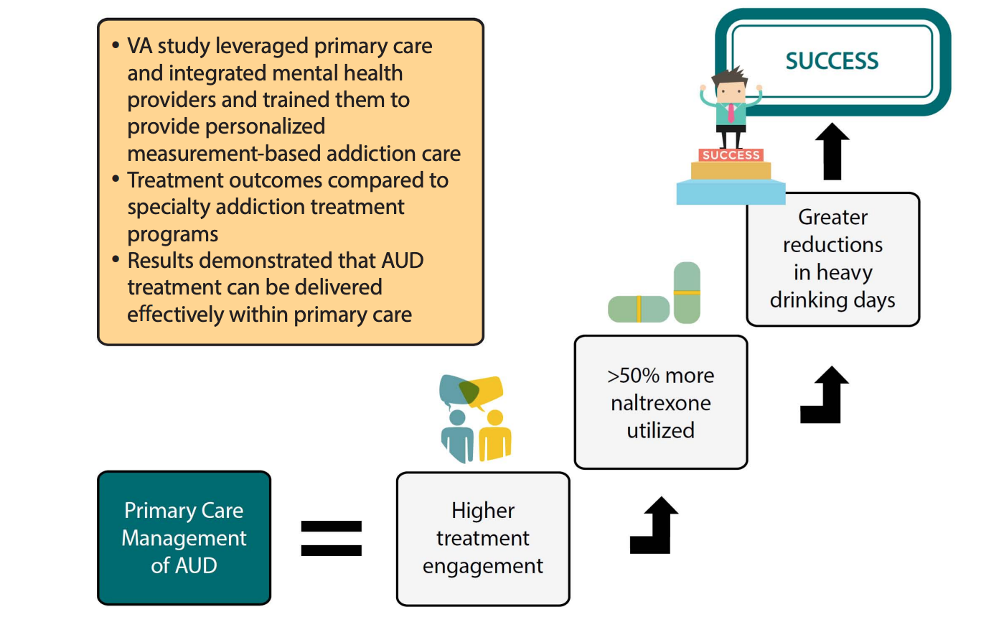 • VA study leveraged primary care
and integrated mental health
providers and trained them to
provide personalized
measurement-based addiction care
• Treatment outcomes compared to
specialty addiction treatment
programs
• Results demonstrated that AUD
treatment can be delivered
effectively within primary care
SUCCESS
SUCCESS
Greater
reductions
in heavy
drinking days
>50% more
naltrexone
utilized
Higher
treatment
engagement
Primary Care
Management
of AUD